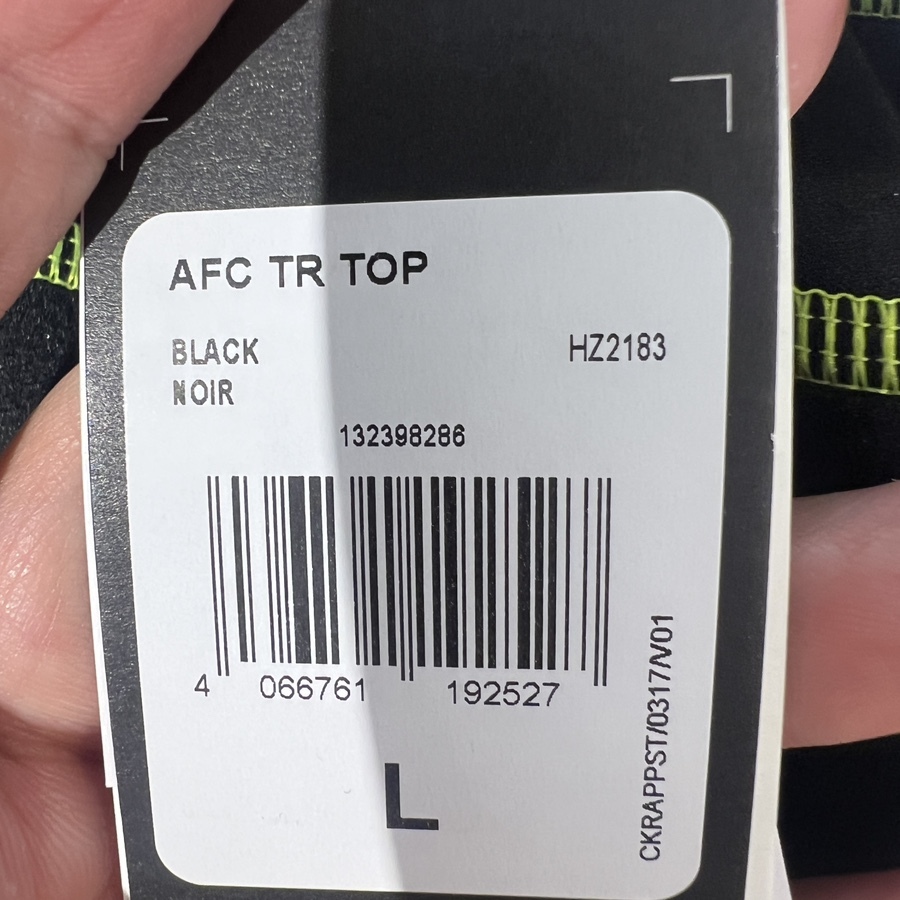 AFC TR TOP
BLACK
NOIR
HZ2183
132398286
4 066761 192527
L
CKRAPPST/0317/V01